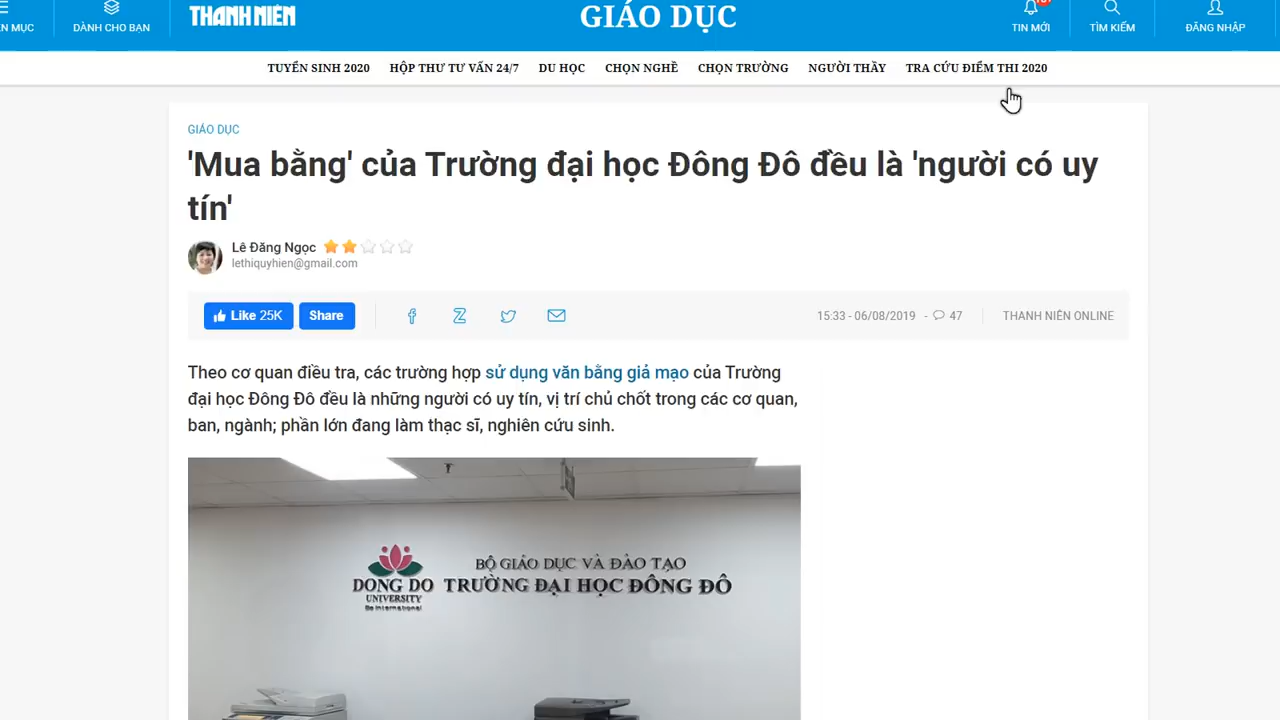 N MỤC
DÀNH CHO BẠN
THANH NIÊN
GIÁO DỤC
TIN MỚI
TÌM KIẾM
ĐĂNG NHẬP
TUYỂN SINH 2020
HỘP THƯ TƯ VẤN 24/7
DU HỌC
CHỌN NGHỀ
CHỌN TRƯỜNG
NGƯỜI THẦY
TRA CỨU ĐIỂM THI 2020
GIÁO DỤC
'Mua bằng' của Trường đại học Đông Đô đều là 'người có uy
tín'
Lê Đăng Ngọc
lethiquyhien@gmail.com
Like 25K
Share
15:33 - 06/08/2019 - 47
THANH NIÊN ONLINE
Theo cơ quan điều tra, các trường hợp sử dụng văn bằng giả mạo của Trường
đại học Đông Đô đều là những người có uy tín, vị trí chủ chốt trong các cơ quan,
ban, ngành; phần lớn đang làm thạc sĩ, nghiên cứu sinh.
BỘ GIÁO DỤC VÀ ĐÀO TẠO
DONG DO TRƯỜNG ĐẠI HỌC ĐÔNG ĐÔ
UNIVERSITY
Be International